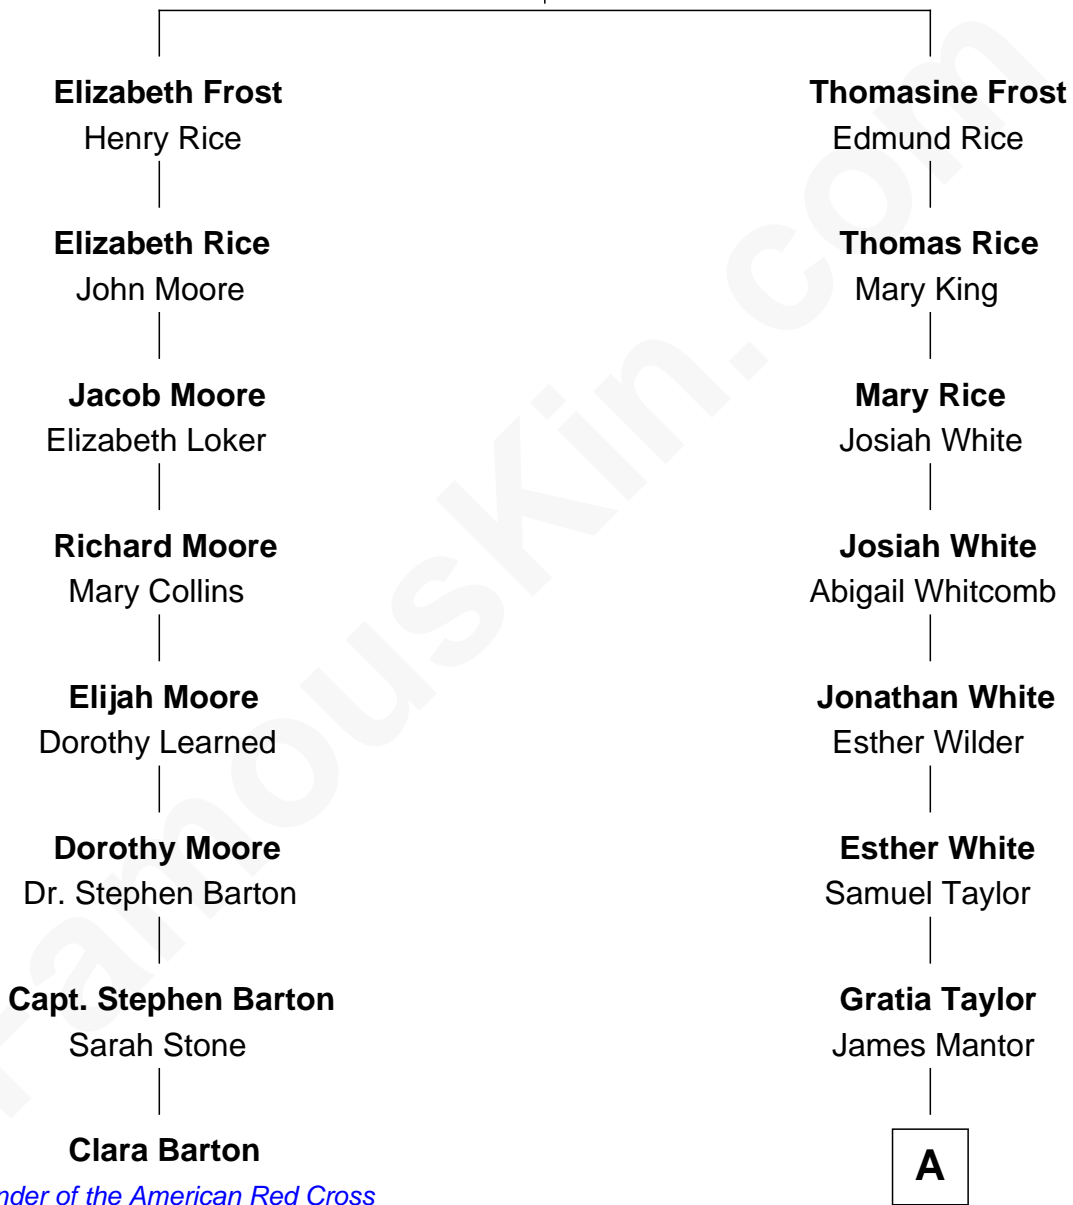 Elizabeth Frost
Henry Rice
Thomasine Frost
Edmund Rice
Elizabeth Rice
John Moore
Thomas Rice
Mary King
Jacob Moore
Elizabeth Loker
Mary Rice
Josiah White
Richard Moore
Mary Collins
Josiah White
Abigail Whitcomb
Elijah Moore
Dorothy Learned
Jonathan White
Esther Wilder
Dorothy Moore
Dr. Stephen Barton
Esther White
Samuel Taylor
Capt. Stephen Barton
Sarah Stone
Gratia Taylor
James Mantor
Clara Barton
nder of the American Red Cross
A
FamousKin.com